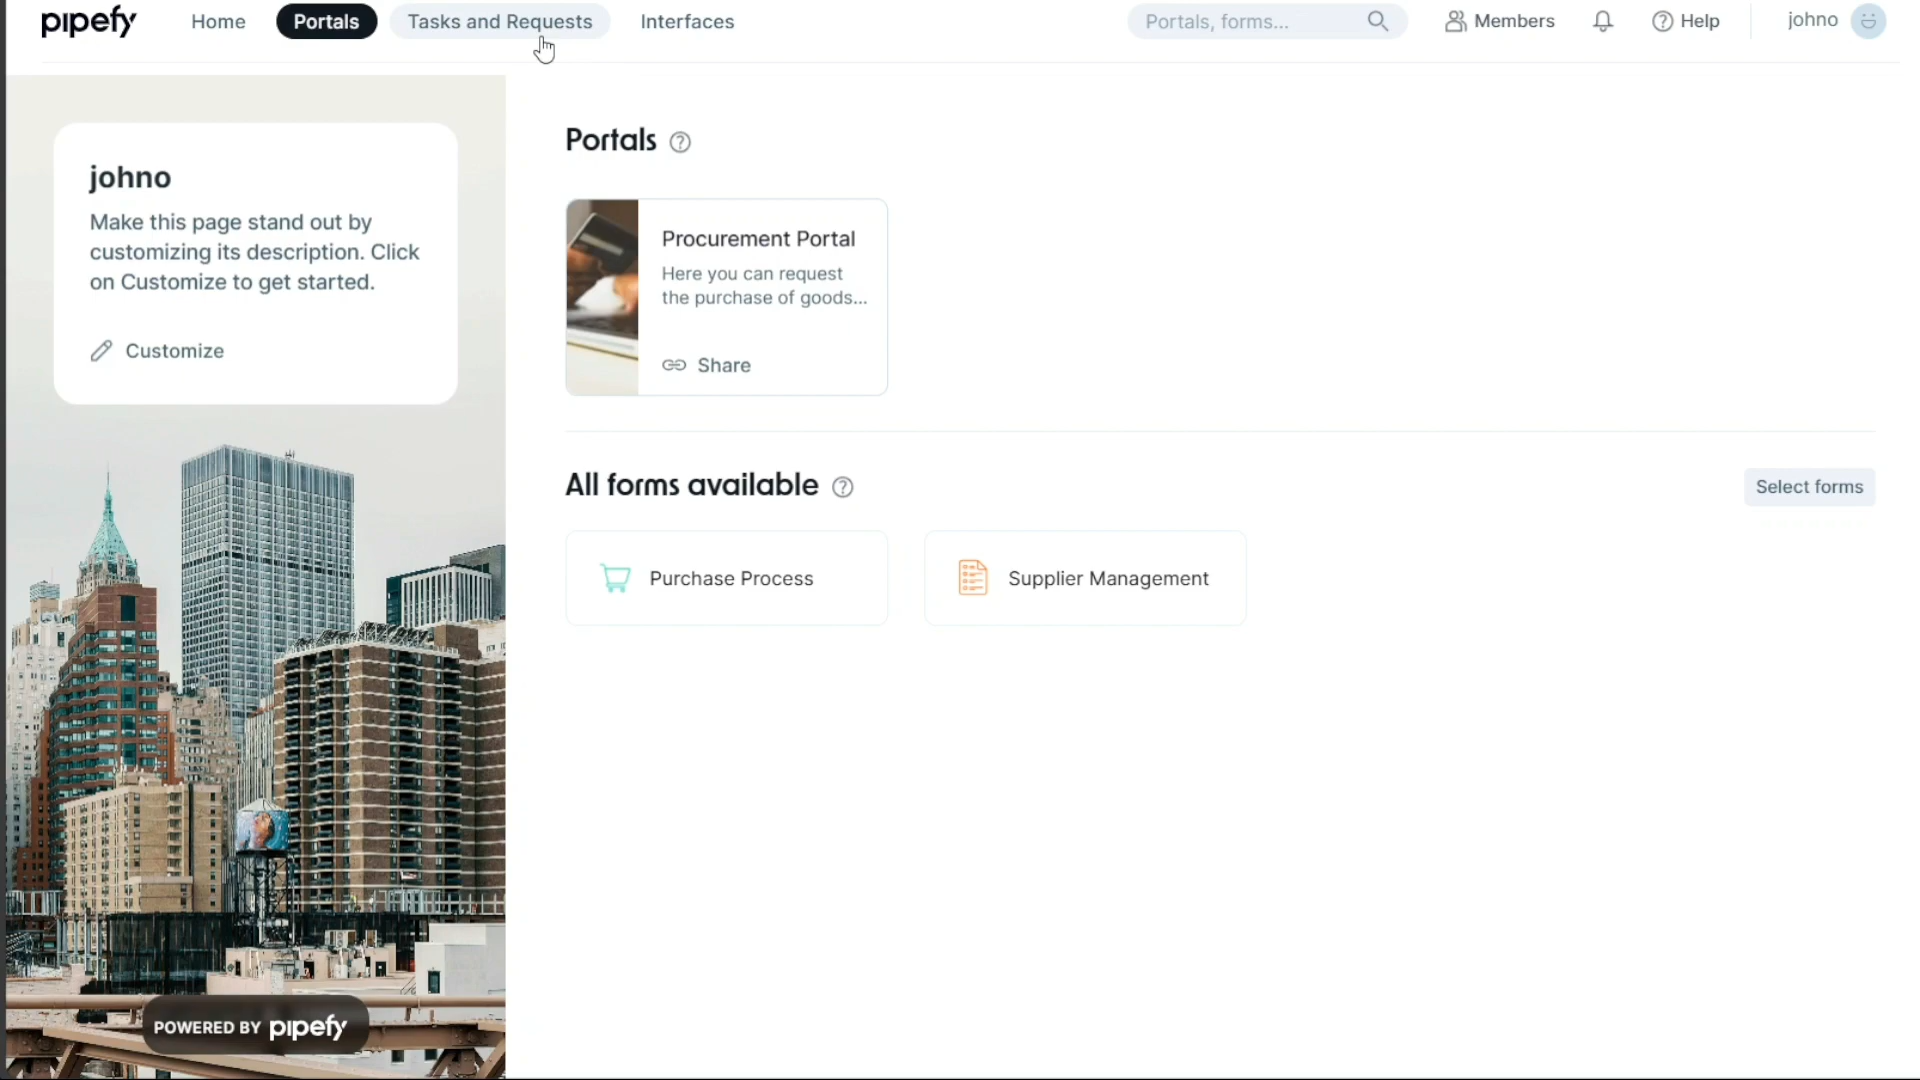 pipefy Home Portals Tasks and Requests Interfaces Portals, forms... Members Help johno
johno
Make this page stand out by
customizing its description. Click
on Customize to get started.
Customize
POWERED BY pipefy
Portals
Procurement Portal
Here you can request
the purchase of goods...
Share
All forms available
Select forms
Purchase Process
Supplier Management